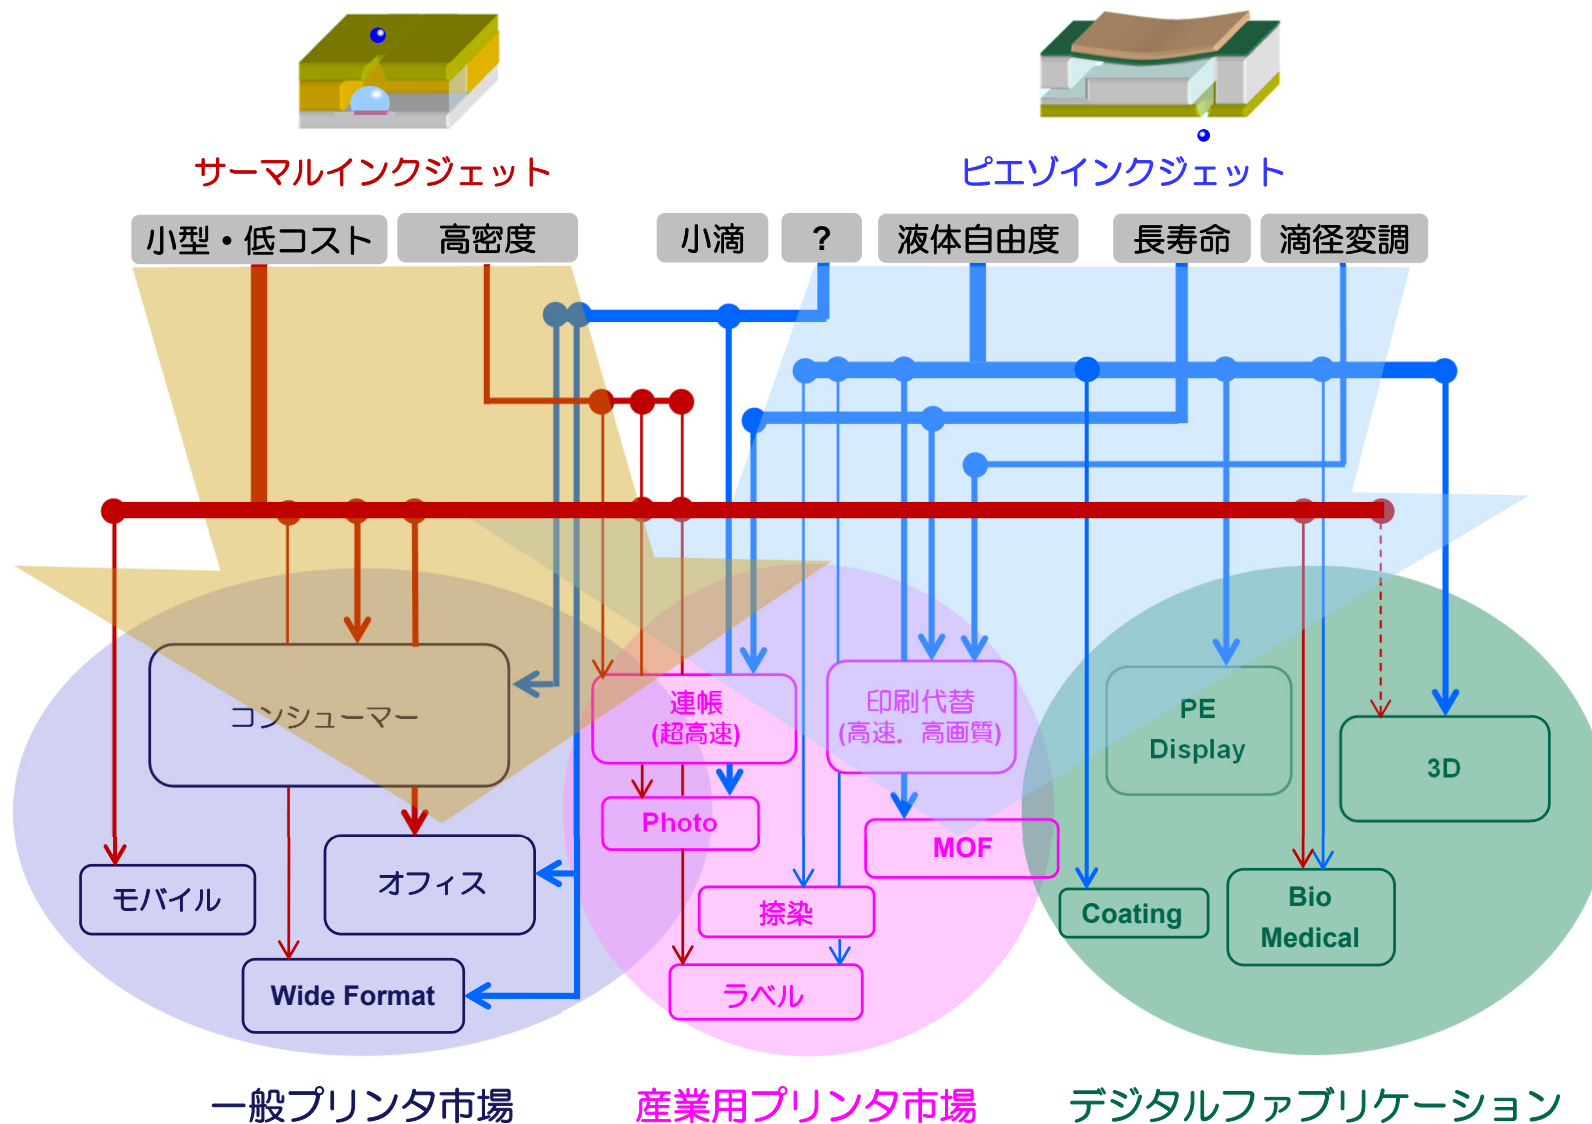 サーマルインクジェット
ピエゾインクジェット
小型・低コスト
高密度
小滴
?
液体自由度
長寿命
滴径変調
コンシューマー
連帳
(超高速)
印刷代替
(高速．高画質)
PE
Display
3D
Photo
MOF
モバイル
オフィス
捺染
Coating
Bio
Medical
Wide Format
ラベル
一般プリンタ市場
産業用プリンタ市場
デジタルファブリケーション